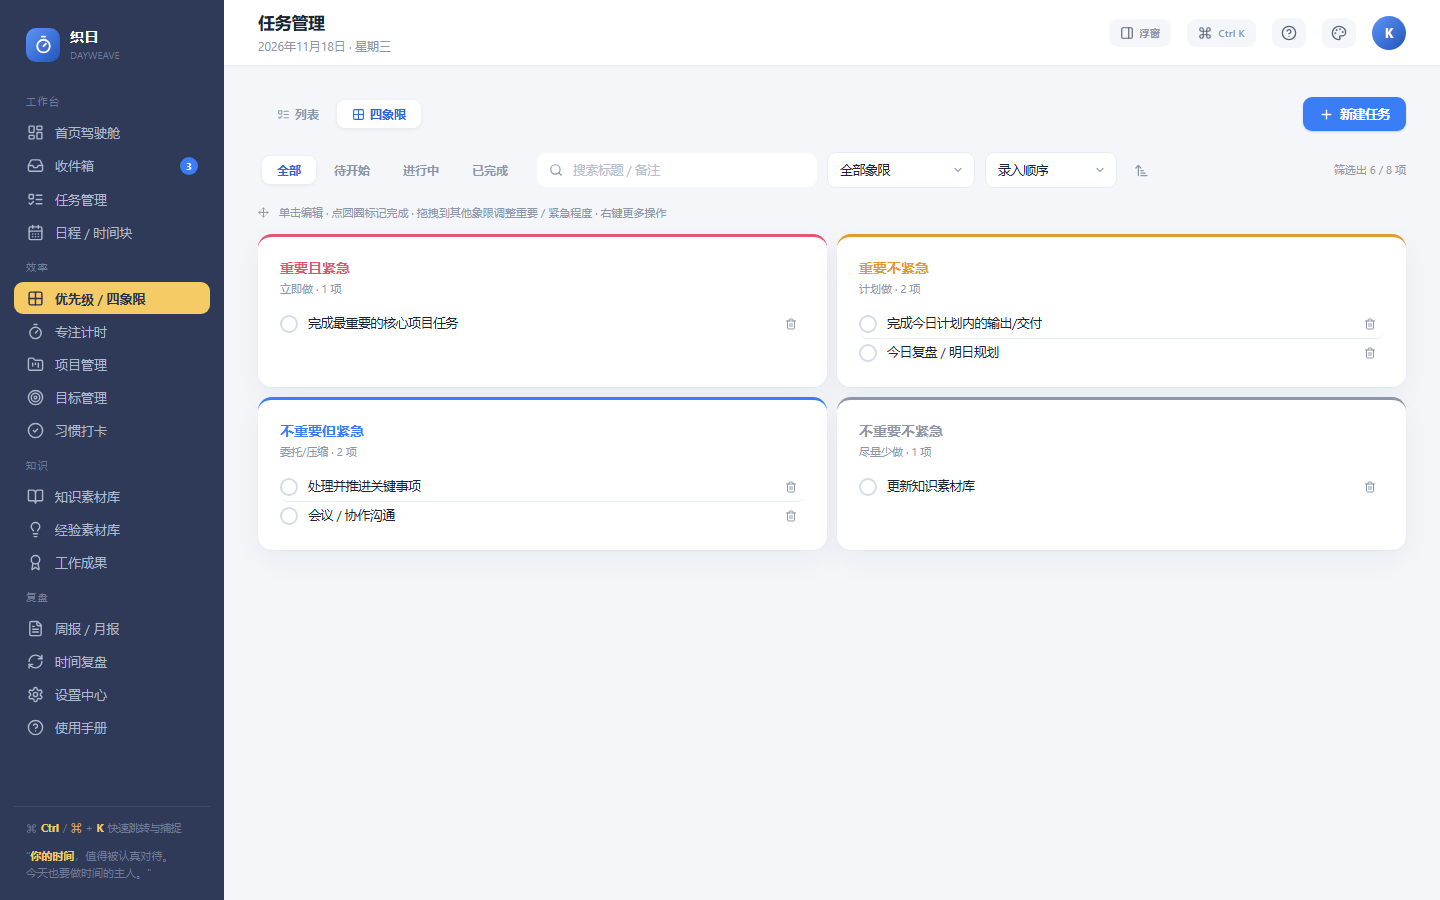 织日
DAYWEAVE
工作台
首页驾驶舱
收件箱
3
任务管理
日程 / 时间块
效率
优先级 / 四象限
专注计时
项目管理
目标管理
习惯打卡
知识
知识素材库
经验素材库
工作成果
复盘
周报 / 月报
时间复盘
设置中心
使用手册
⌘ Ctrl / ⌘ + K 快速跳转与捕捉
"你的时间，值得被认真对待。
今天也要做时间的主人。"
任务管理
2026年11月18日 · 星期三
浮窗
⌘ Ctrl K
K
列表
四象限
新建任务
全部
待开始
进行中
已完成
搜索标题 / 备注
全部象限
录入顺序
筛选出 6 / 8 项
单击编辑 · 点回圈标记完成 · 拖拽到其他象限调整重要 / 紧急程度 · 右键更多操作
重要且紧急
立即做 · 1 项
完成最重要的核心项目任务
重要不紧急
计划做 · 2 项
完成今日计划内的输出/交付
今日复盘 / 明日规划
不重要但紧急
委托/压缩 · 2 项
处理并推进关键事项
会议 / 协作沟通
不重要不紧急
尽量少做 · 1 项
更新知识素材库